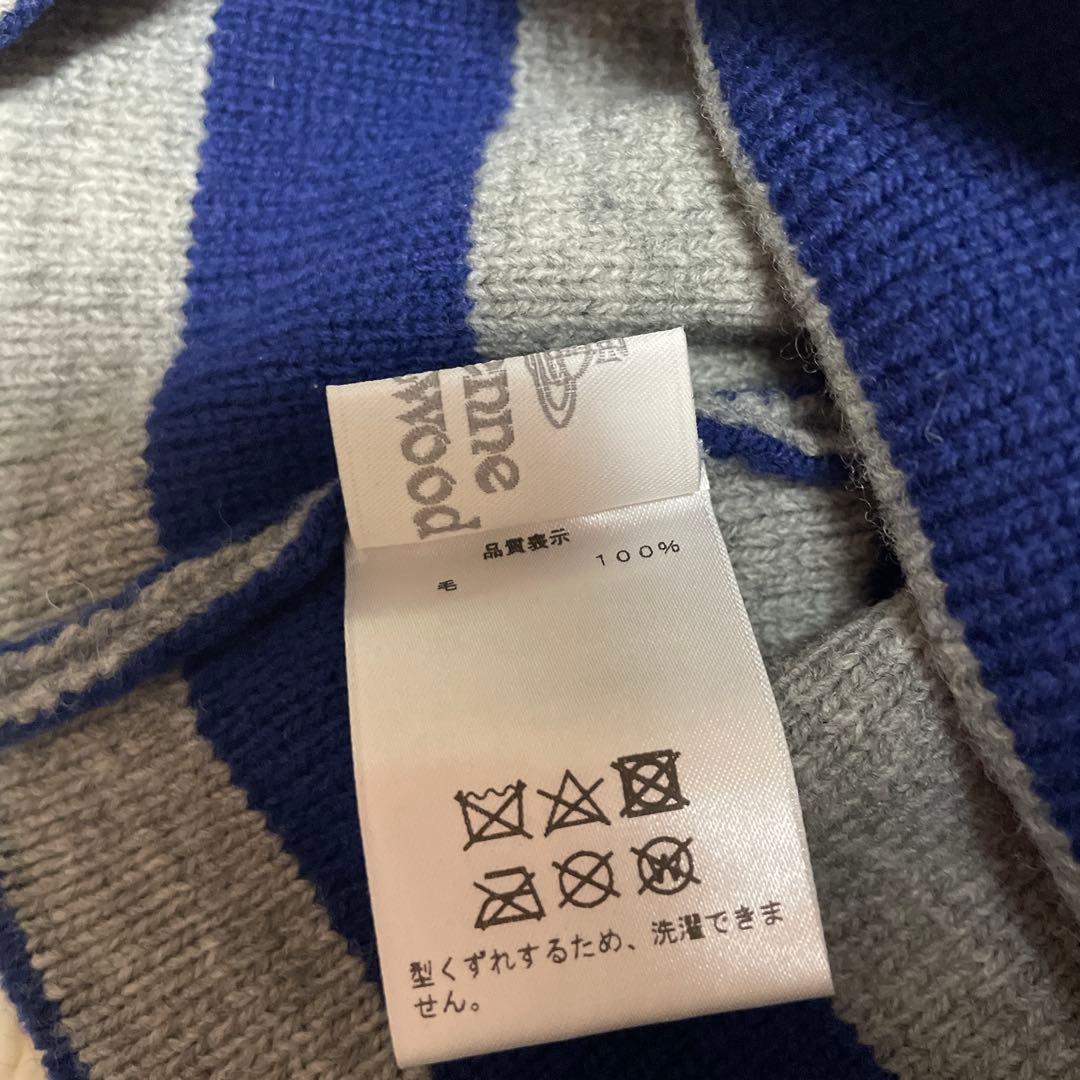 enne
wood
品質表示
毛 100%
W
型くずれするため、洗濯できま
せん。